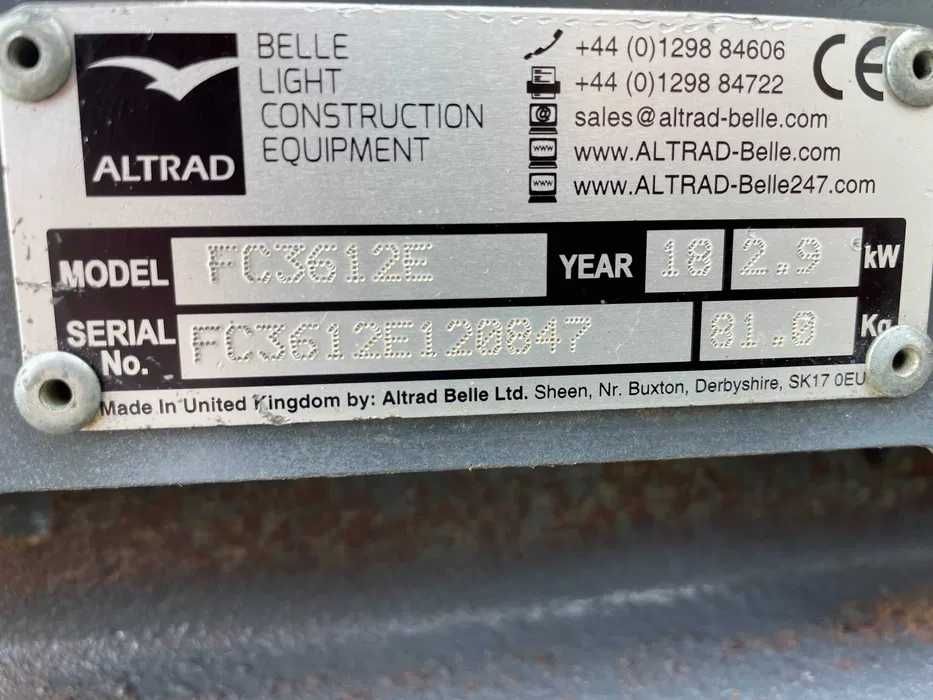 ALTRAD
BELLE
LIGHT
CONSTRUCTION
EQUIPMENT
+44 (0)1298 84606
+44 (0)1298 84722
@ sales@altrad-belle.com
www www.ALTRAD-Belle.com
www www.ALTRAD-Belle247.com
CE
MODEL FC3612E YEAR 18 2.9 kW
SERIAL No. FC3612E120847 81.0 Kg
Made In United Kingdom by: Altrad Belle Ltd. Sheen, Nr. Buxton, Derbyshire, SK17 0EU